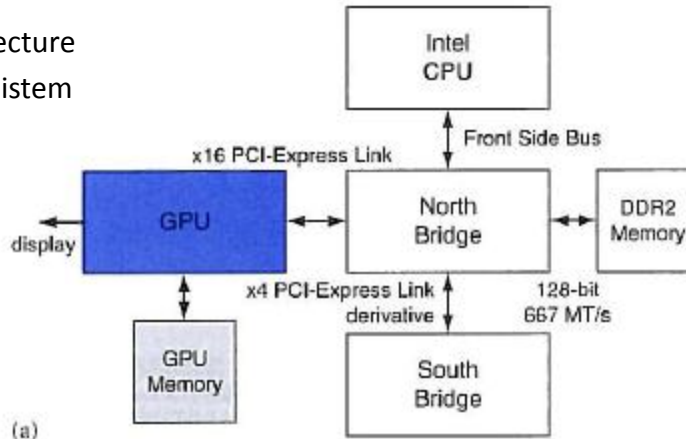 ecture
istem
Intel
CPU
Front Side Bus
x16 PCI-Express Link
GPU
North
Bridge
DDR2
Memory
display
x4 PCI-Express Link
derivative
128-bit
667 MT/s
GPU
Memory
South
Bridge
(a)